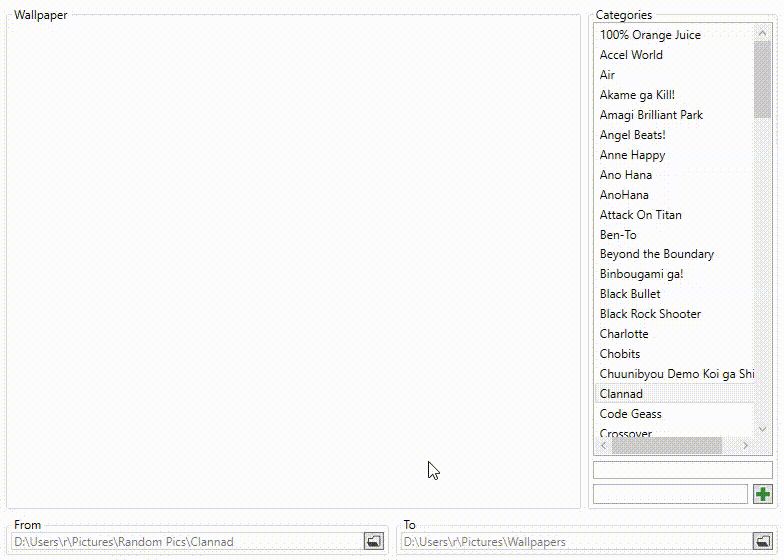 Wallpaper
Categories
100% Orange Juice
Accel World
Air
Akame ga Kill!
Amagi Brilliant Park
Angel Beats!
Anne Happy
Ano Hana
AnoHana
Attack On Titan
Ben-To
Beyond the Boundary
Binbougami ga!
Black Bullet
Black Rock Shooter
Charlotte
Chobits
Chuunibyou Demo Koi ga Shi
Clannad
Code Geass
Crossover
From
D:\Users\r\Pictures\Random Pics\Clannad
To
D:\Users\r\Pictures\Wallpapers